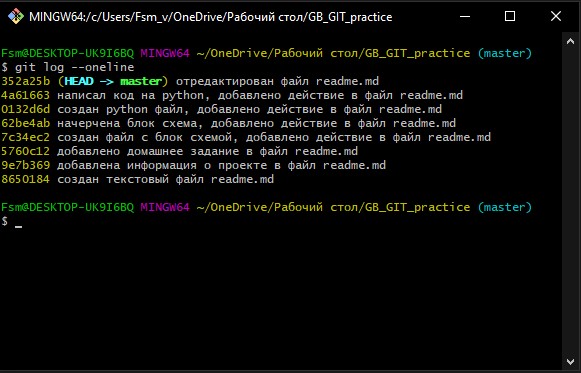 MINGW64:/c/Users/Fsm_v/OneDrive/Рабочий стол/GB_GIT_practice
Fsm@DESKTOP-UK9I6BQ MINGW64 ~/OneDrive/Рабочий стол/GB_GIT_practice (master)
$ git log --oneline
352a25b (HEAD -> master) отредактирован файл readme.md
4a61663 написал код на python, добавлено действие в файл readme.md
0132d6d создан python файл, добавлено действие в файл readme.md
62be4ab начерчена блок схема, добавлено действие в файл readme.md
7c34ec2 создан файл с блок схемой, добавлено действие в файл readme.md
5760c12 добавлено домашнее задание в файл readme.md
9e7b369 добавлена информация о проекте в файл readme.md
8650184 создан текстовый файл readme.md
Fsm@DESKTOP-UK9I6BQ MINGW64 ~/OneDrive/Рабочий стол/GB_GIT_practice (master)
$